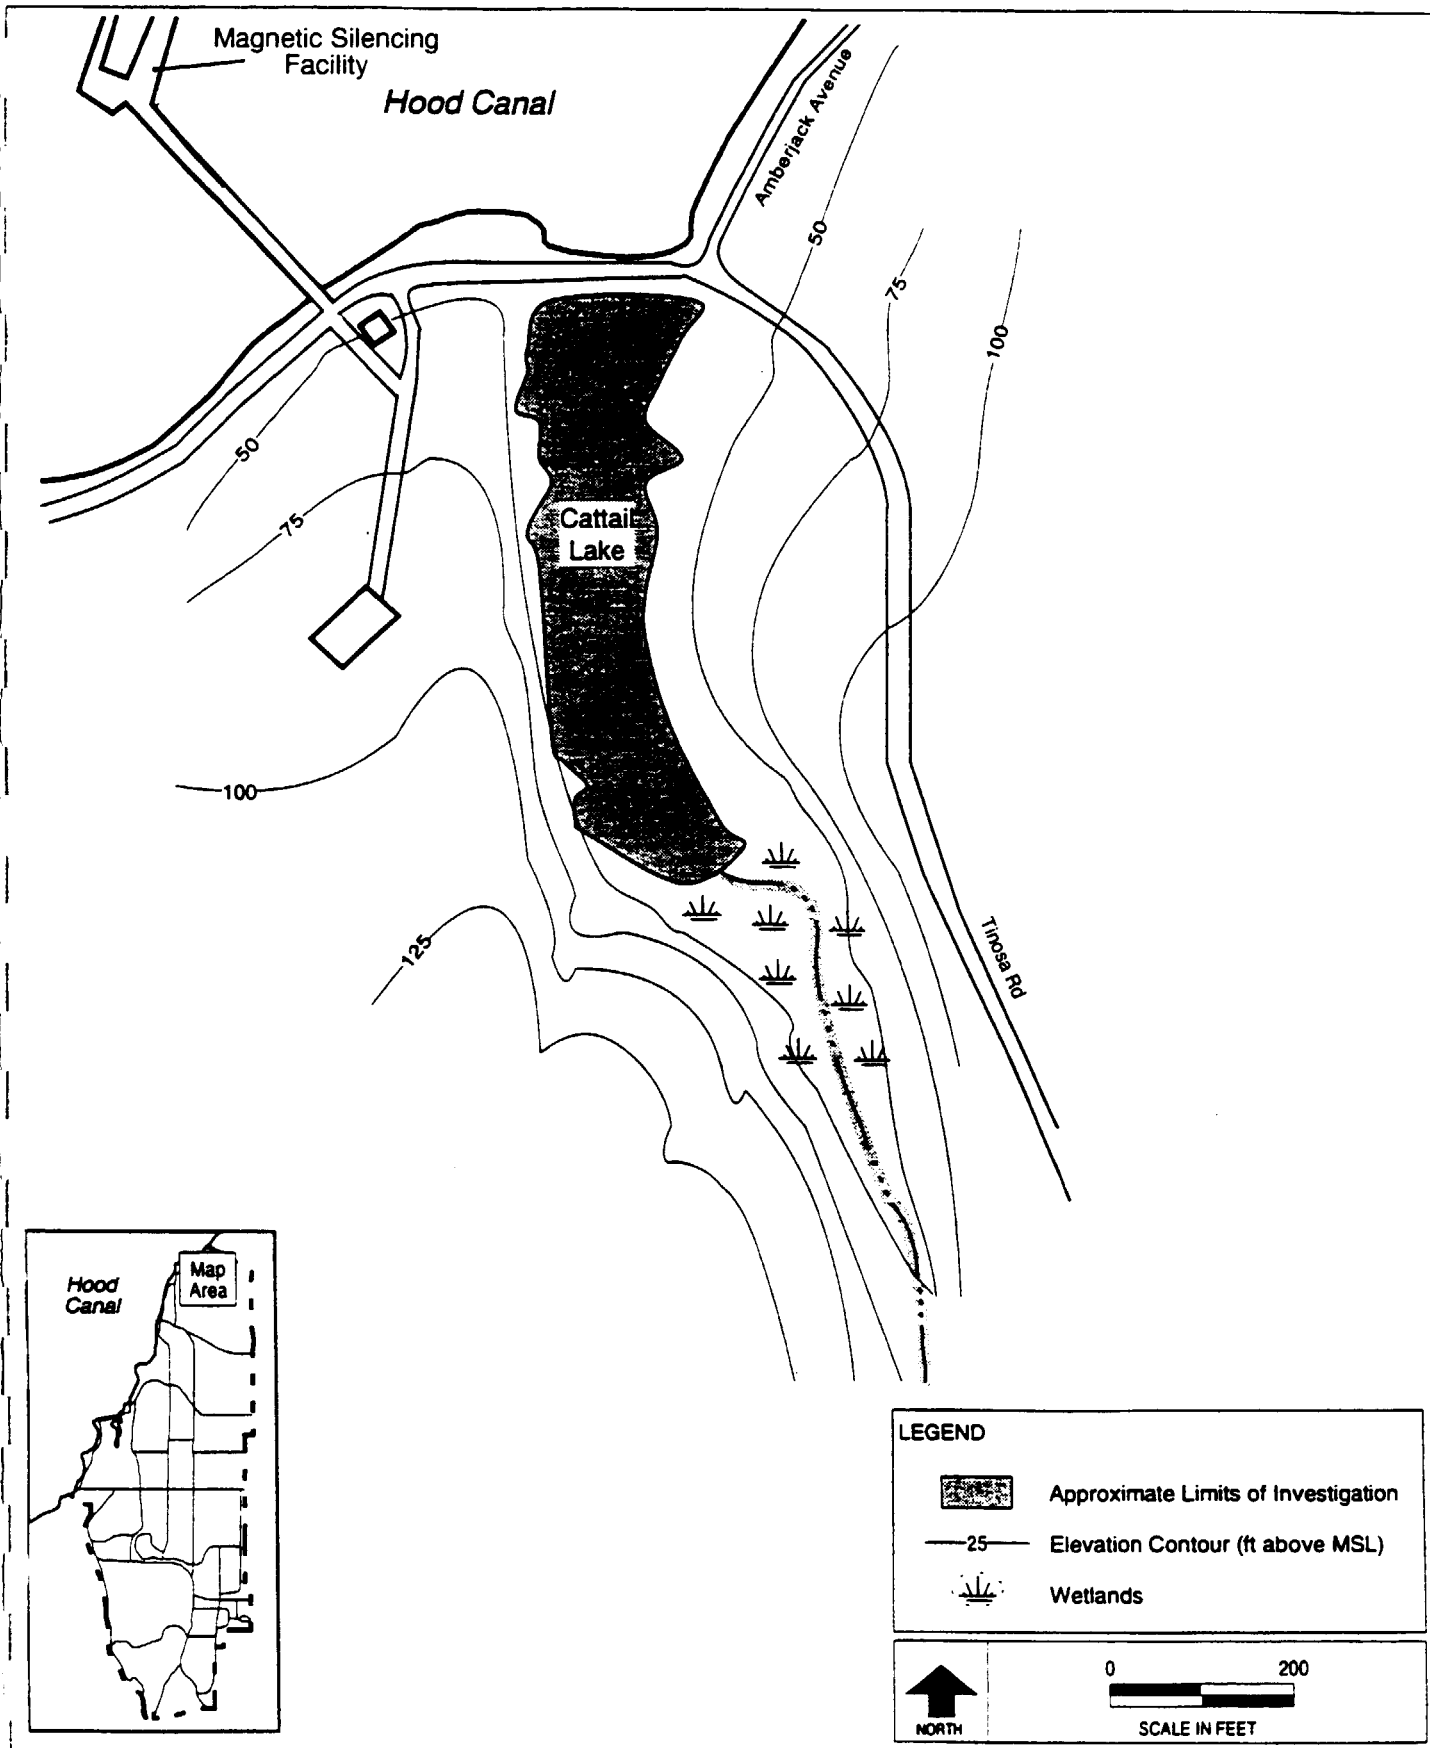 Magnetic Silencing
Facility
Hood Canal
Amberjack Avenue
50
75
100
50
75
Cattail
Lake
100
125
Tinosa Rd
Hood
Canal
Map
Area
LEGEND
Approximate Limits of Investigation
25
Elevation Contour (ft above MSL)
Wetlands
NORTH
0
200
SCALE IN FEET